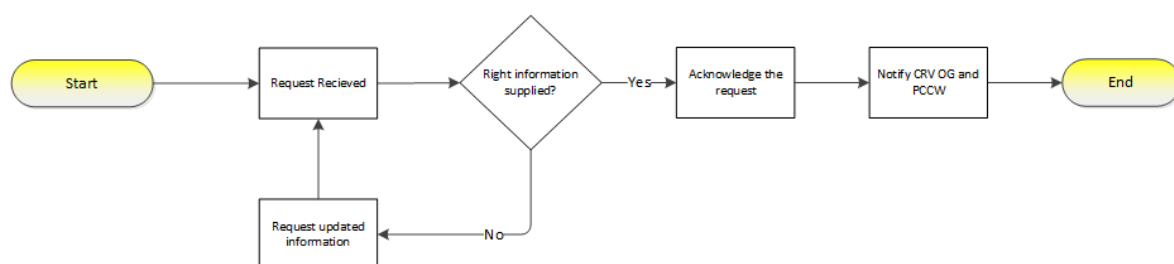 Start
Request Recieved
Right information
supplied?
Yes
Acknowledge the
request
Notify CRV OG and
PCCW
End
Request updated
information
No